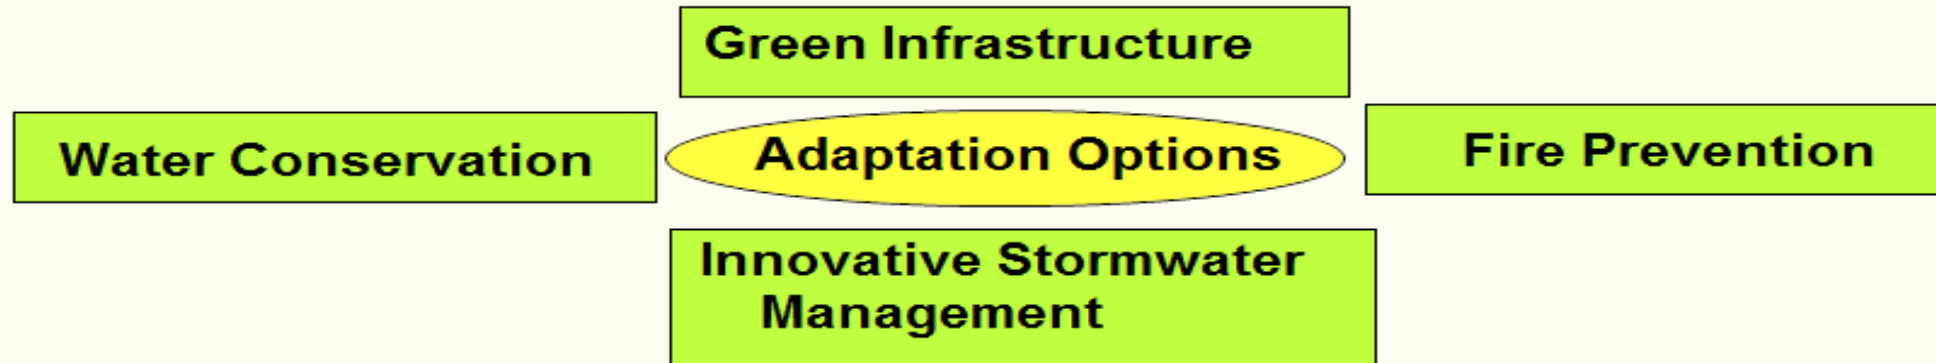 Green Infrastructure
Water Conservation
Adaptation Options
Fire Prevention
Innovative Stormwater
Management